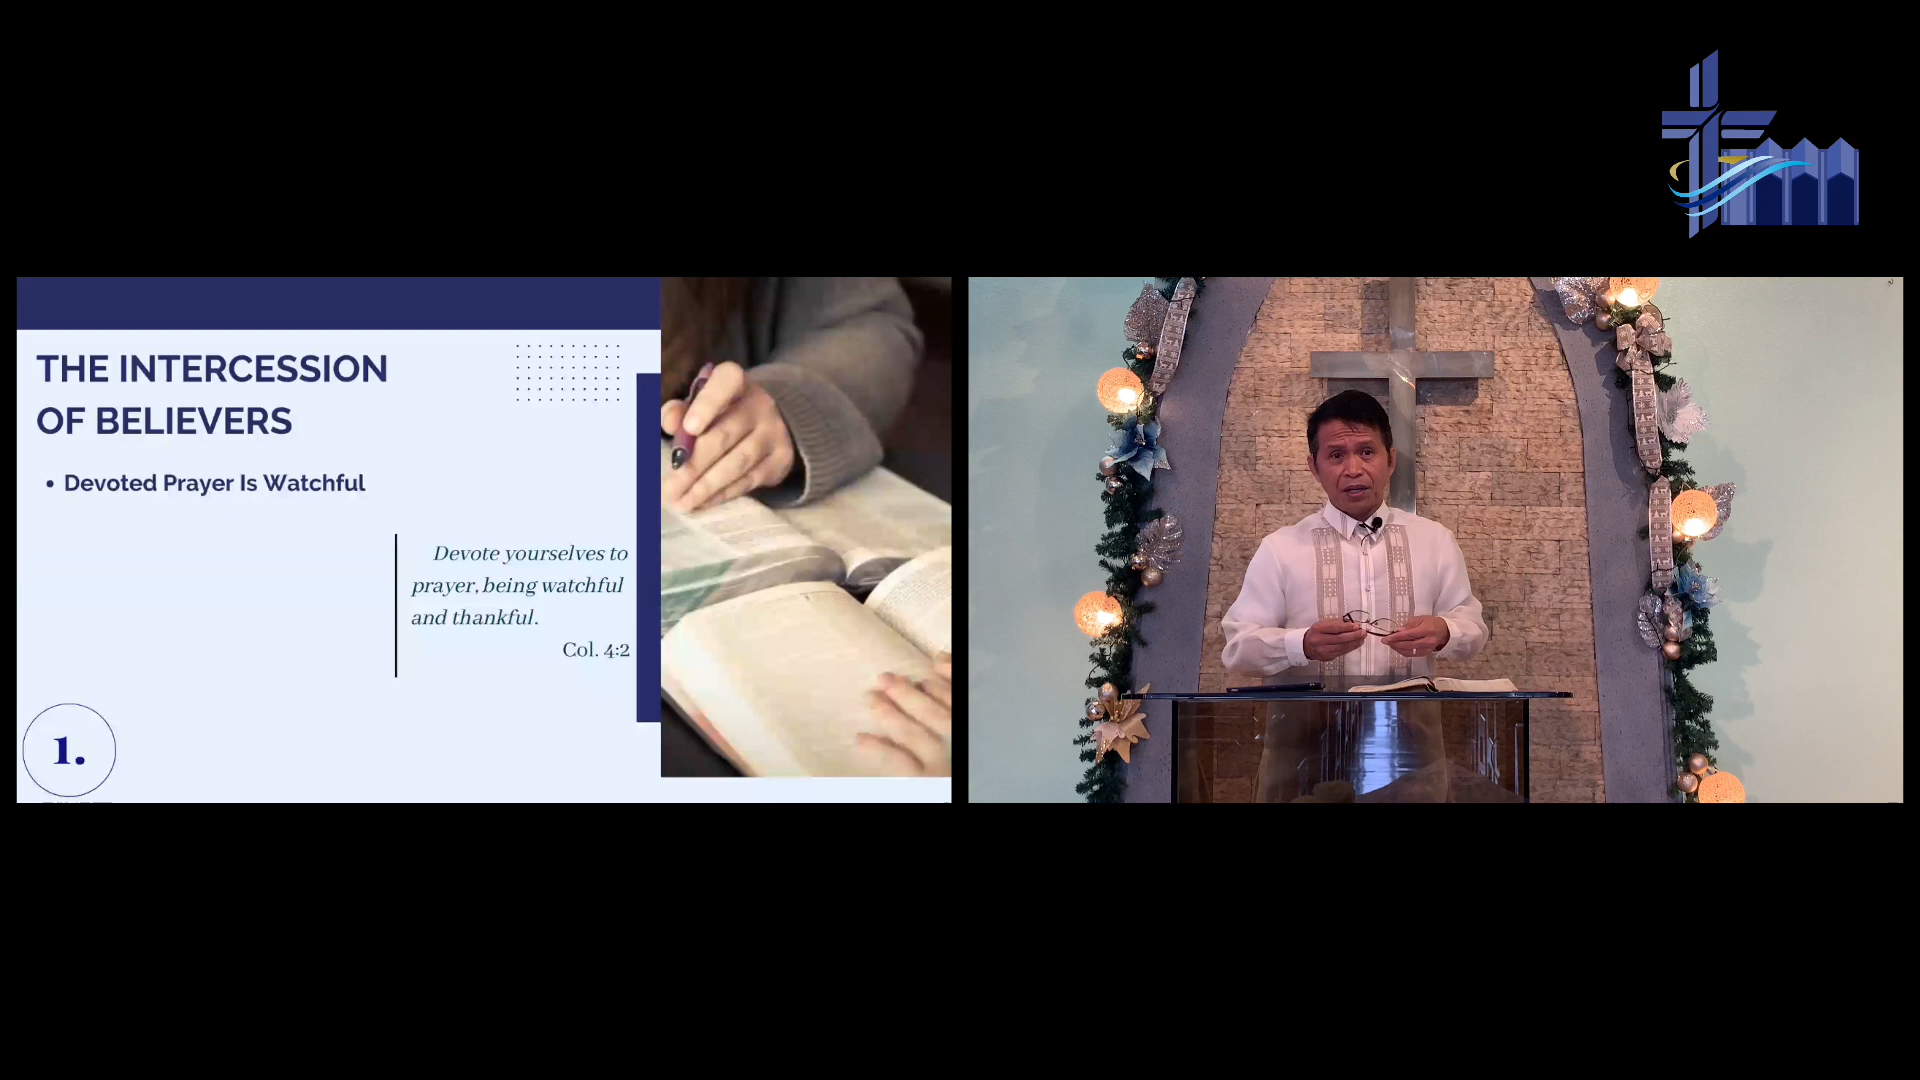 THE INTERCESSION
OF BELIEVERS
• Devoted Prayer Is Watchful
Devote yourselves to
prayer, being watchful
and thankful.
Col. 4:2
1.